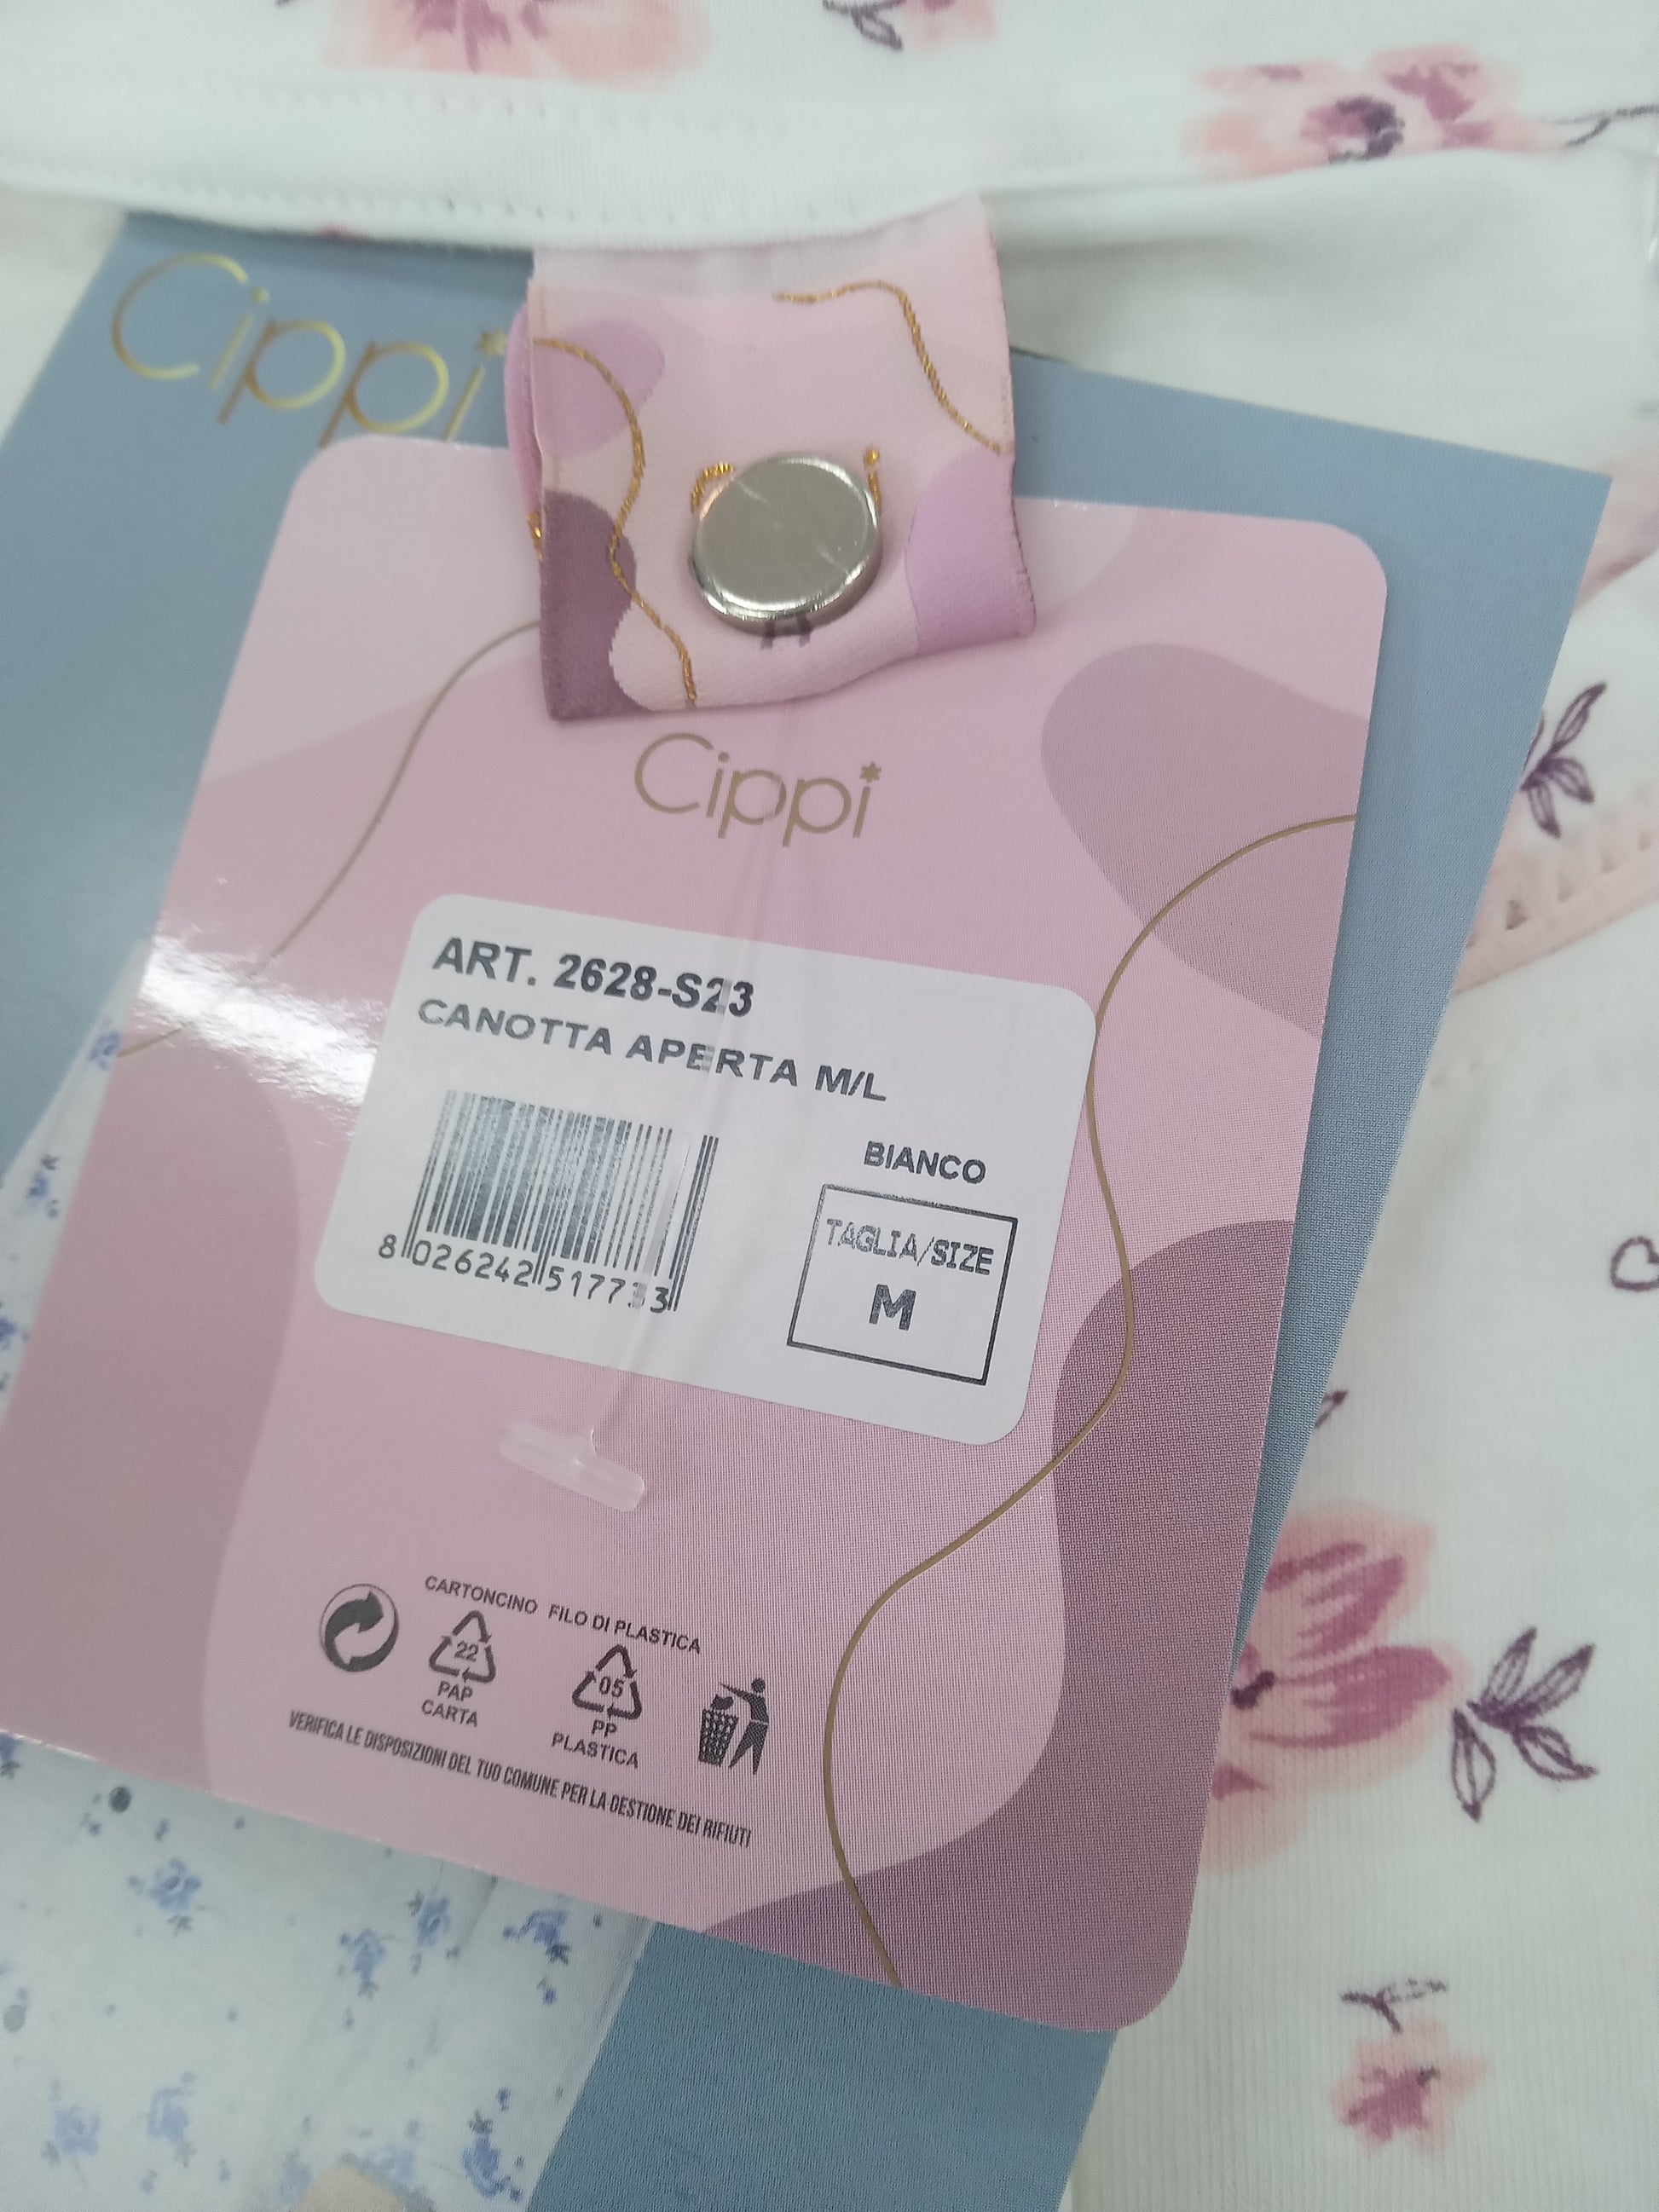 Cippi
Cippi
ART. 2628-S23
CANOTTA APERTA M/L
BIANCO
TAGLIA/SIZE
M
8 026242 517733
CARTONCINO FILO DI PLASTICA
22
05
PAP
CARTA
PP
PLASTICA
VERIFICA LE DISPOSIZIONI DEL TUO COMUNE PER LA GESTIONE DEI RIFIUTI